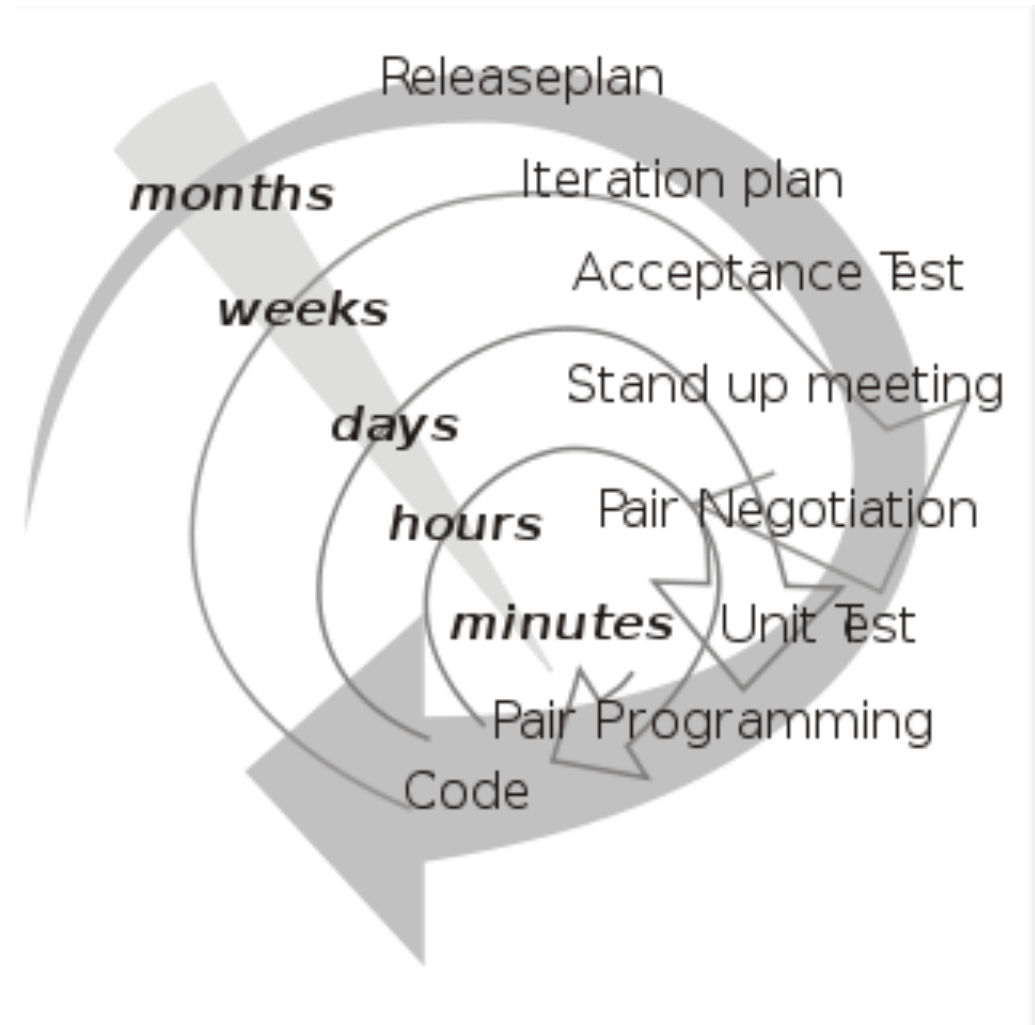 Releaseplan
Iteration plan
months
Acceptance Test
weeks
Stand up meeting
days
Pair Negotiation
hours
Unit Test
minutes
Pair Programming
Code